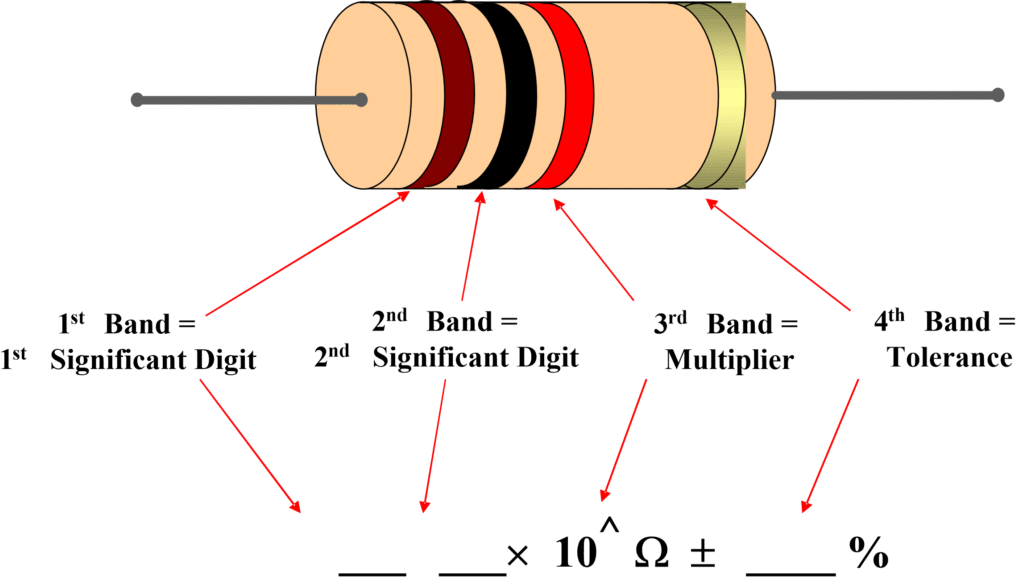 1st Band = 2nd Band = 3rd Band = 4th Band =
1st Significant Digit 2nd Significant Digit Multiplier Tolerance
___ ___× 10^ Ω ± ____ %